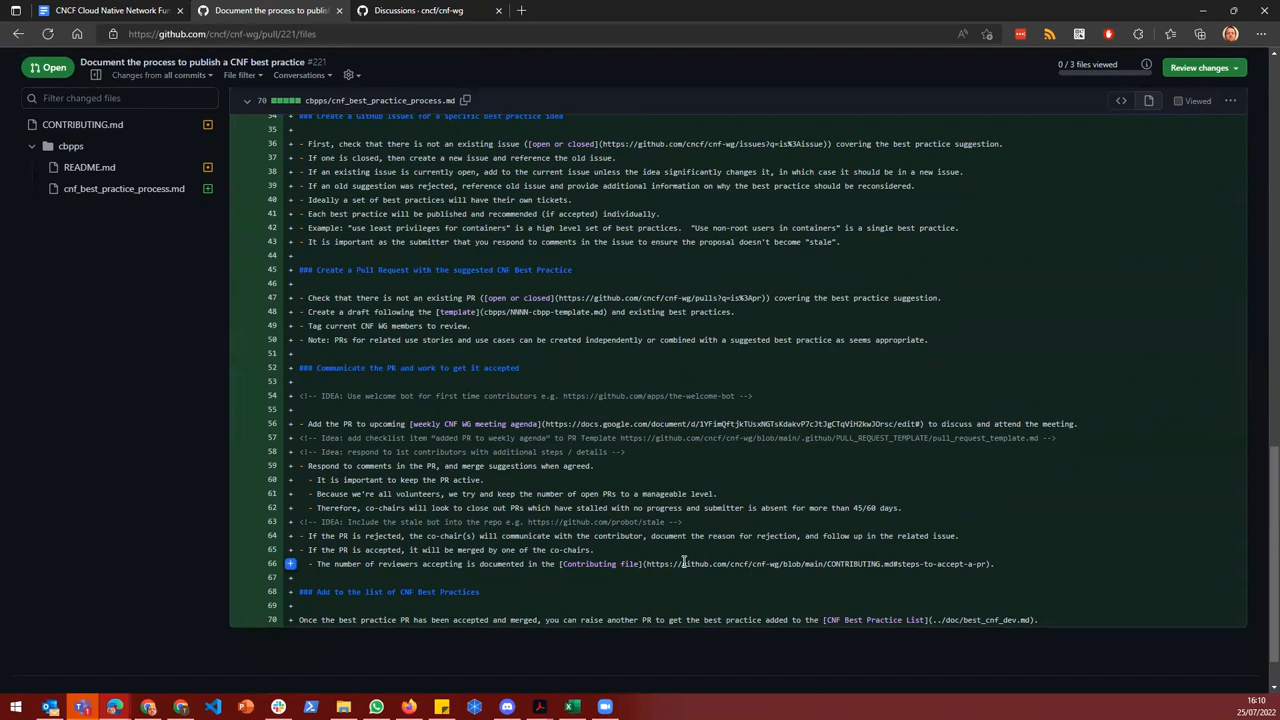 CNCF Cloud Native Network Fun
Document the process to publish
Discussions · cncf/cnf-wg
https://github.com/cncf/cnf-wg/pull/221/files
Open
Document the process to publish a CNF best practice #221
Changes from all commits
File filter
Conversations
0 / 3 files viewed
Review changes
Filter changed files
CONTRIBUTING.md
cbpps
README.md
cnf_best_practice_process.md
70 cbpps/cnf_best_practice_process.md
Viewed
34 + ### Create a GitHub Issues for a specific best practice idea
35 +
36 + - First, check that there is not an existing issue ([open or closed](https://github.com/cncf/cnf-wg/issues?q=is%3Aissue)) covering the best practice suggestion.
37 + - If one is closed, then create a new issue and reference the old issue.
38 + - If an existing issue is currently open, add to the current issue unless the idea significantly changes it, in which case it should be in a new issue.
39 + - If an old suggestion was rejected, reference old issue and provide additional information on why the best practice should be reconsidered.
40 + - Ideally a set of best practices will have their own tickets.
41 + - Each best practice will be published and recommended (if accepted) individually.
42 + - Example: "use least privileges for containers" is a high level set of best practices.  "Use non-root users in containers" is a single best practice.
43 + - It is important as the submitter that you respond to comments in the issue to ensure the proposal doesn't become "stale".
44 +
45 + ### Create a Pull Request with the suggested CNF Best Practice
46 +
47 + - Check that there is not an existing PR ([open or closed](https://github.com/cncf/cnf-wg/pulls?q=is%3Apr)) covering the best practice suggestion.
48 + - Create a draft following the [template](cbpps/NNNN-cbpp-template.md) and existing best practices.
49 + - Tag current CNF WG members to review.
50 + - Note: PRs for related use stories and use cases can be created independently or combined with a suggested best practice as seems appropriate.
51 +
52 + ### Communicate the PR and work to get it accepted
53 +
54 + <!-- IDEA: Use welcome bot for first time contributors e.g. https://github.com/apps/the-welcome-bot -->
55 +
56 + - Add the PR to upcoming [weekly CNF WG meeting agenda](https://docs.google.com/document/d/1YFimQftjkTUsxNGTsKdakvP7cJtJgCTqViH2kwJOrsc/edit#) to discuss and attend the meeting.
57 + <!-- Idea: add checklist item "added PR to weekly agenda" to PR Template https://github.com/cncf/cnf-wg/blob/main/.github/PULL_REQUEST_TEMPLATE/pull_request_template.md -->
58 + <!-- Idea: respond to 1st contributors with additional steps / details -->
59 + - Respond to comments in the PR, and merge suggestions when agreed.
60 + - It is important to keep the PR active.
61 + - Because we're all volunteers, we try and keep the number of open PRs to a manageable level.
62 + - Therefore, co-chairs will look to close out PRs which have stalled with no progress and submitter is absent for more than 45/60 days.
63 + <!-- IDEA: Include the stale bot into the repo e.g. https://github.com/probot/stale -->
64 + - If the PR is rejected, the co-chair(s) will communicate with the contributor, document the reason for rejection, and follow up in the related issue.
65 + - If the PR is accepted, it will be merged by one of the co-chairs.
66 + - The number of reviewers accepting is documented in the [Contributing file](https://github.com/cncf/cnf-wg/blob/main/CONTRIBUTING.md#steps-to-accept-a-pr).
67 +
68 + ### Add to the list of CNF Best Practices
69 +
70 + Once the best practice PR has been accepted and merged, you can raise another PR to get the best practice added to the [CNF Best Practice List](../doc/best_cnf_dev.md).
16:10
25/07/2022